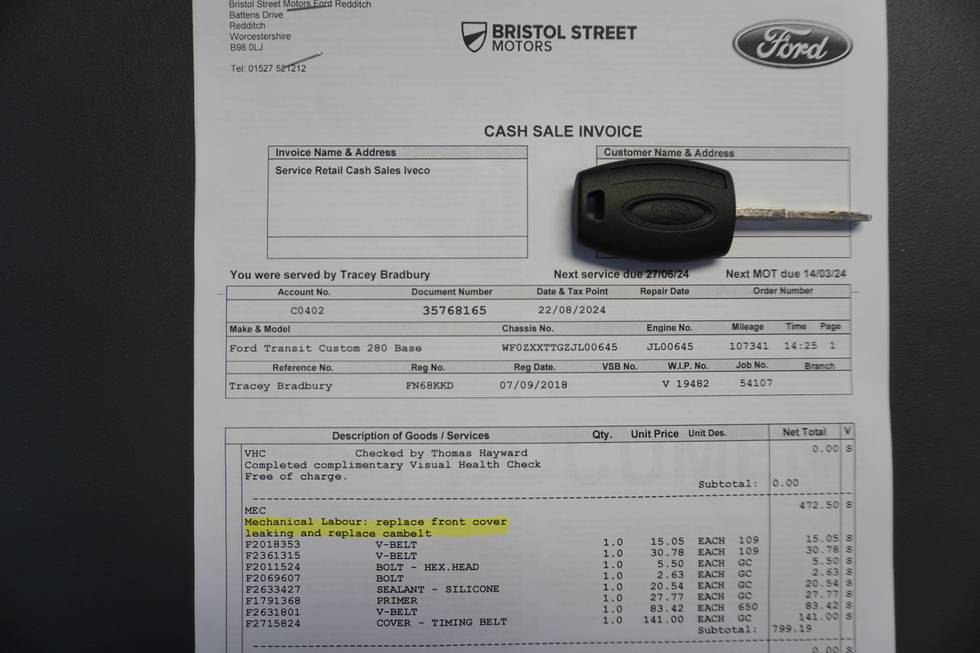 Bristol Street Motors Ford Redditch
Battens Drive
Redditch
Worcestershire
B98 0LJ
Tel: 01527 521212
BRISTOL STREET
MOTORS
Ford
CASH SALE INVOICE
Invoice Name & Address
Customer Name & Address
Service Retail Cash Sales Iveco
You were served by Tracey Bradbury Next service due 27/06/24 Next MOT due 14/03/24
Account No. Document Number Date & Tax Point Repair Date Order Number
C0402 35768165 22/08/2024
Make & Model Chassis No. Engine No. Mileage Time Page
Ford Transit Custom 280 Base WF0ZXXTTGZJL00645 JL00645 107341 14:25 1
Reference No. Reg No. Reg Date. VSB No. W.I.P. No. Job No. Branch
Tracey Bradbury FN68KKD 07/09/2018 V 19482 54107
Description of Goods / Services Qty. Unit Price Unit Des. Net Total V
VHC Checked by Thomas Hayward 0.00 S
Completed complimentary Visual Health Check
Free of charge.
Subtotal: 0.00
MEC 472.50 S
Mechanical Labour: replace front cover
leaking and replace cambelt
F2018353 V-BELT 1.0 15.05 EACH 109 15.05 S
F2361315 V-BELT 1.0 30.78 EACH 109 30.78 S
F2011524 BOLT - HEX.HEAD 1.0 5.50 EACH GC 5.50 S
F2069607 BOLT 1.0 2.63 EACH GC 2.63 S
F2633427 SEALANT - SILICONE 1.0 20.54 EACH GC 20.54 S
F1791368 PRIMER 1.0 27.77 EACH GC 27.77 S
F2631801 V-BELT 1.0 83.42 EACH 650 83.42 S
F2715824 COVER - TIMING BELT 1.0 141.00 EACH GC 141.00 S
Subtotal: 799.19
0.00 S